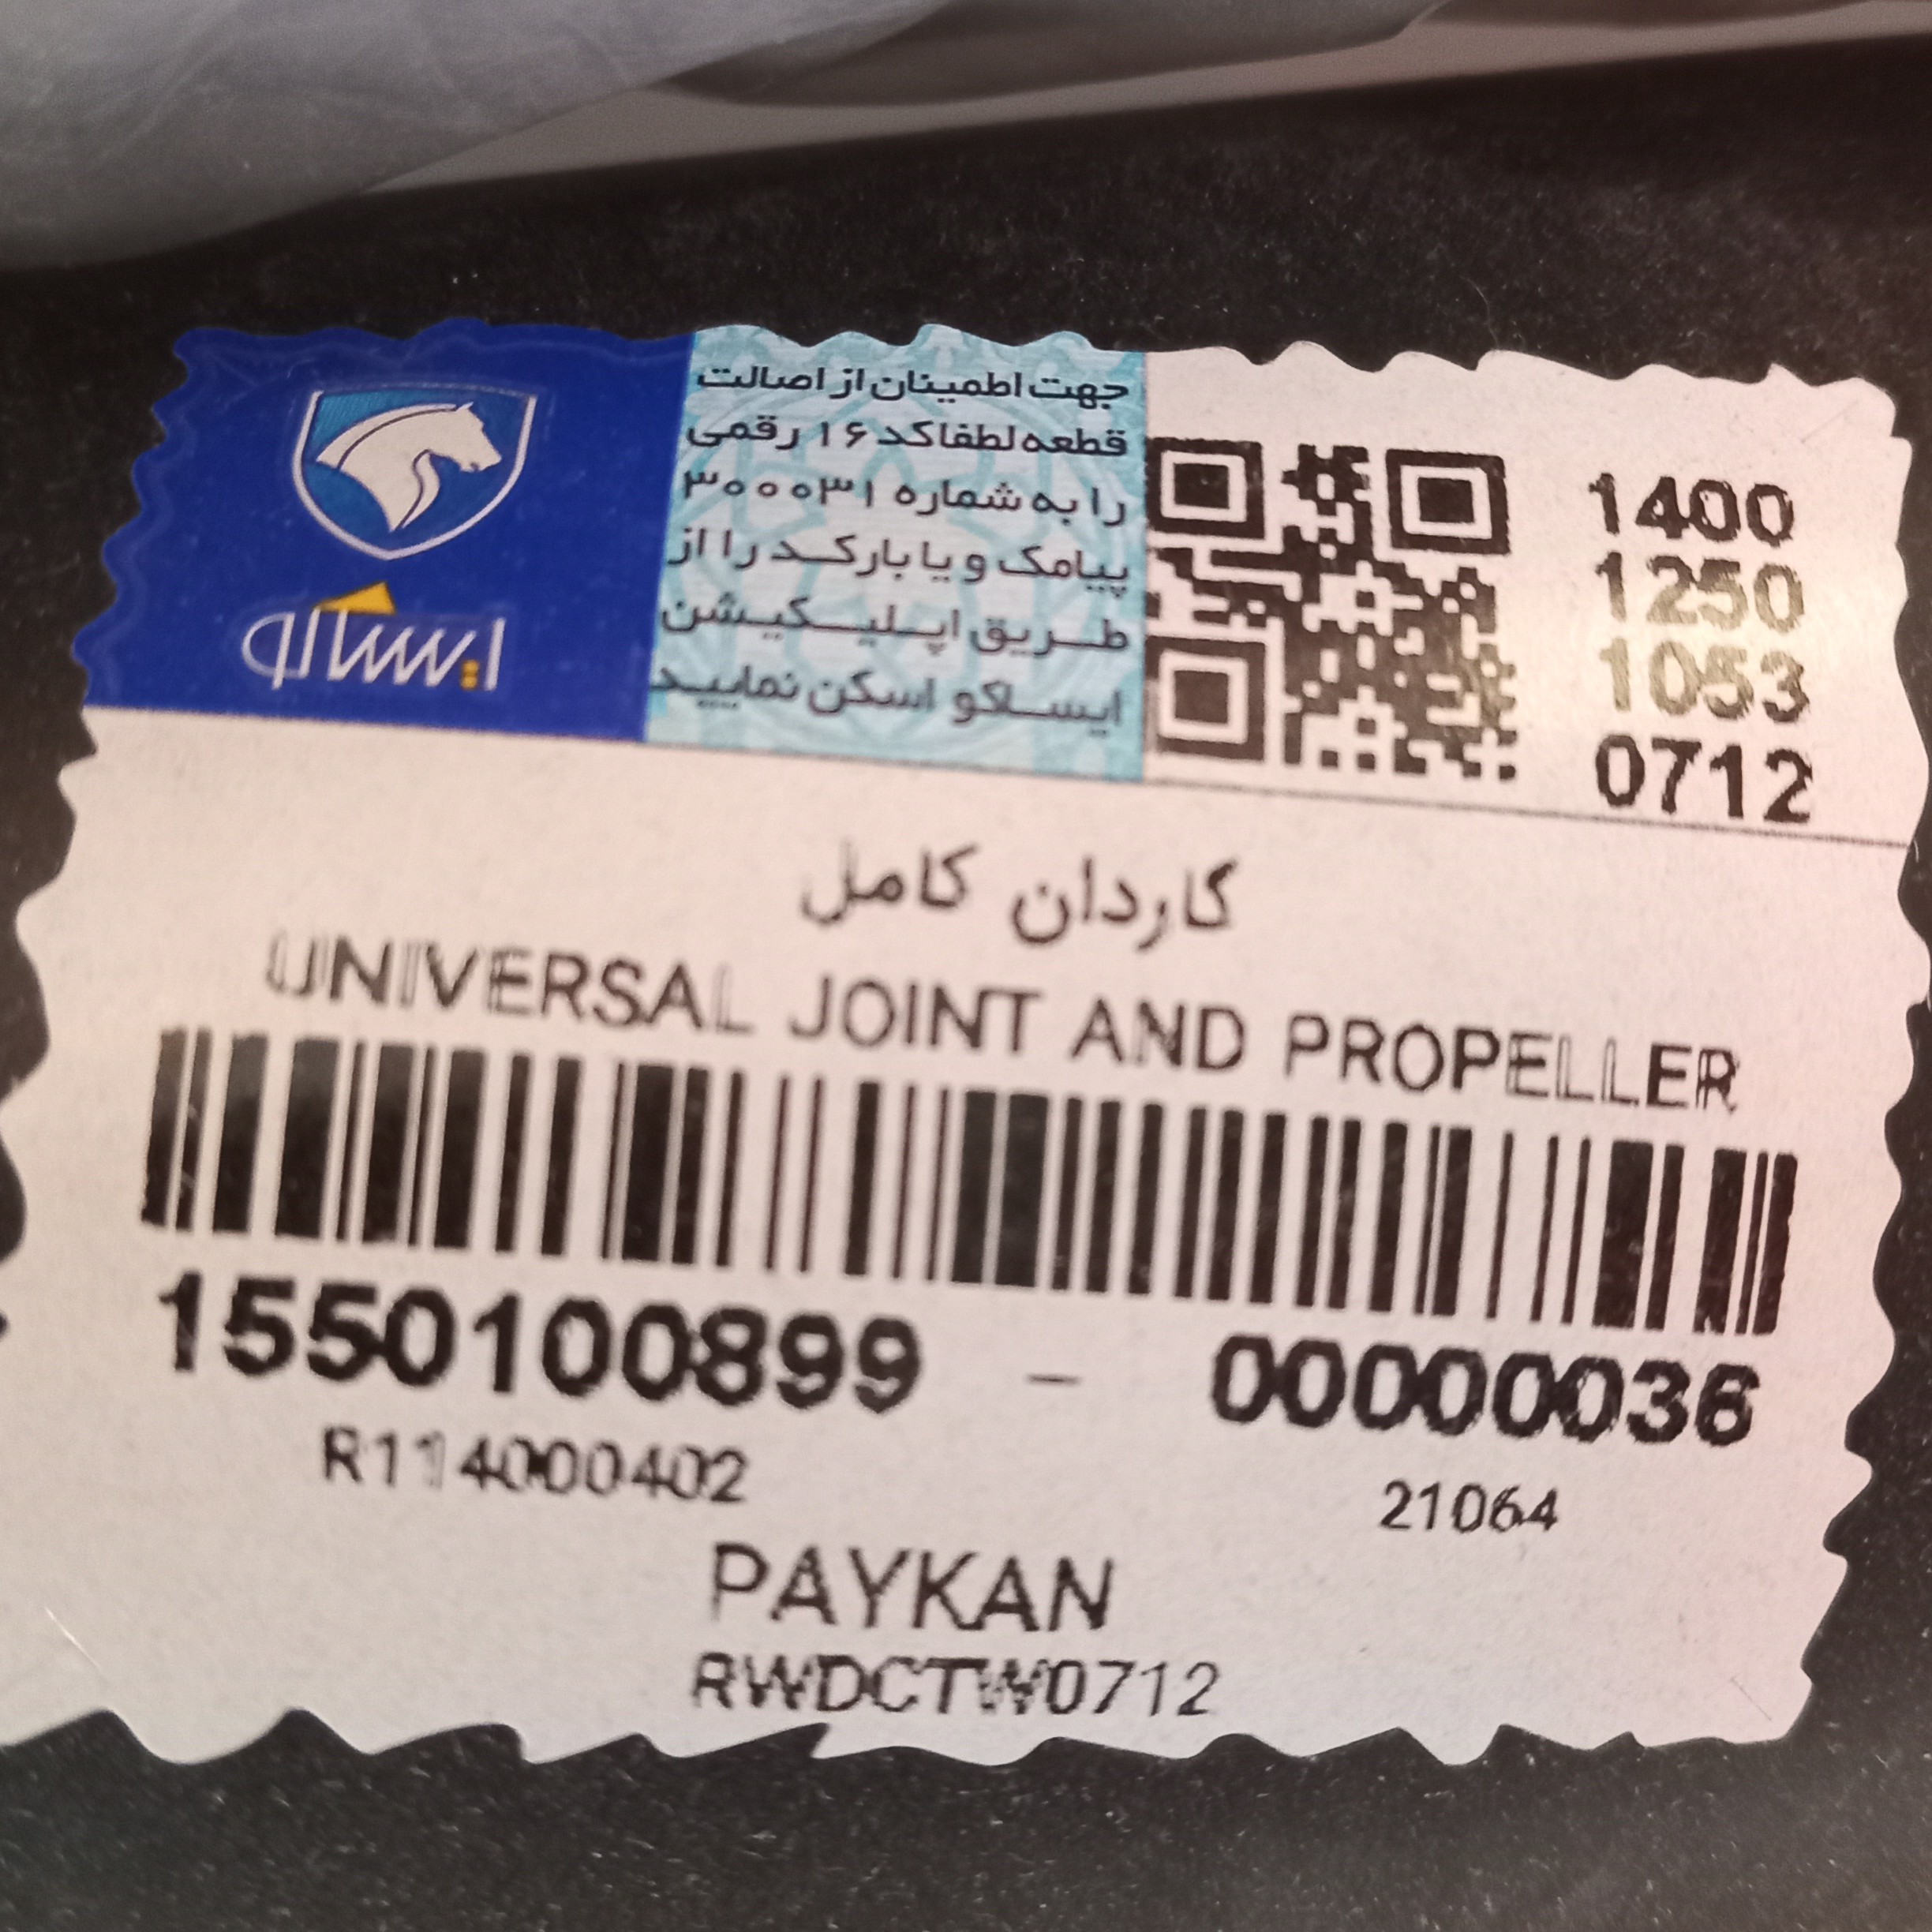 ایساکو
جهت اطمینان از اصالت
قطعه لطفا کد ۱۶ رقمی
را به شماره ۳۰۰۰۳۱
پیامک و یا بارکد را از
طریق اپلیکیشن
ایساکو اسکن نمایید
1400
1250
1053
0712
کاردان کامل
UNIVERSAL JOINT AND PROPELLER
1550100899 - 00000036
R114000402 21064
PAYKAN
RWDCTW0712